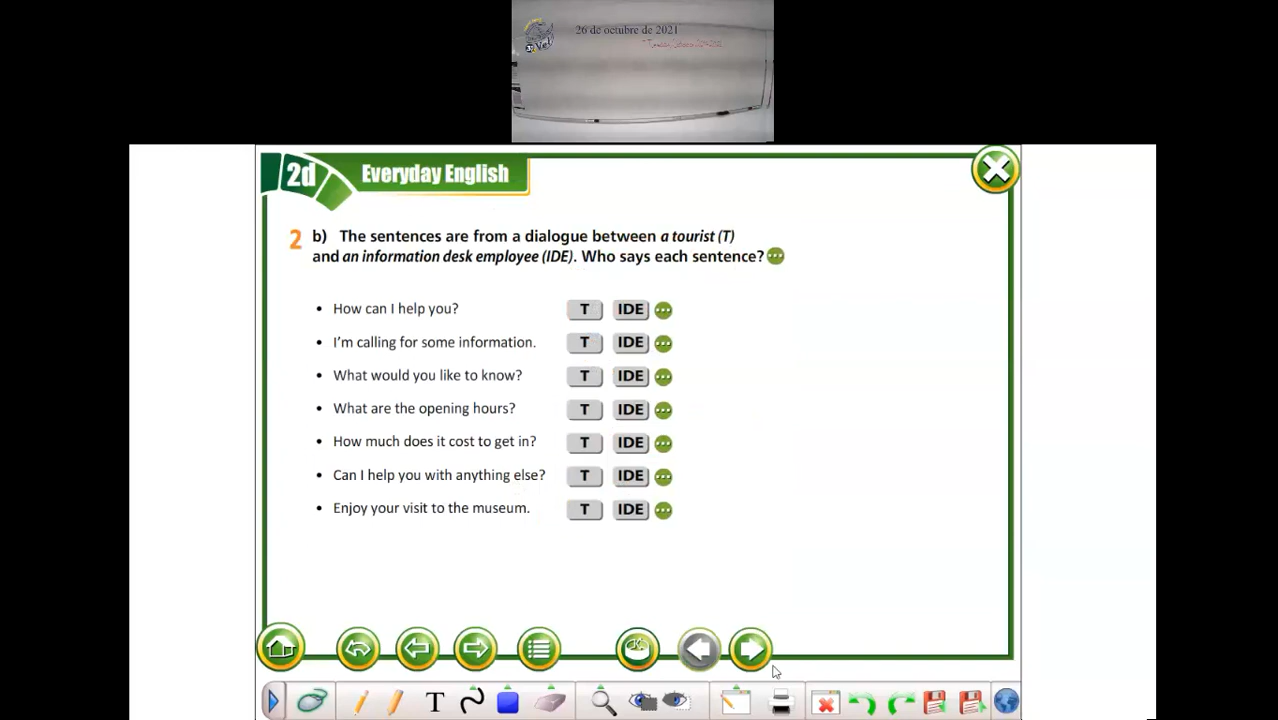 26 de octubre de 2021
2d Everyday English
2 b) The sentences are from a dialogue between a tourist (T)
and an information desk employee (IDE). Who says each sentence?
• How can I help you? T IDE
• I'm calling for some information. T IDE
• What would you like to know? T IDE
• What are the opening hours? T IDE
• How much does it cost to get in? T IDE
• Can I help you with anything else? T IDE
• Enjoy your visit to the museum. T IDE
T